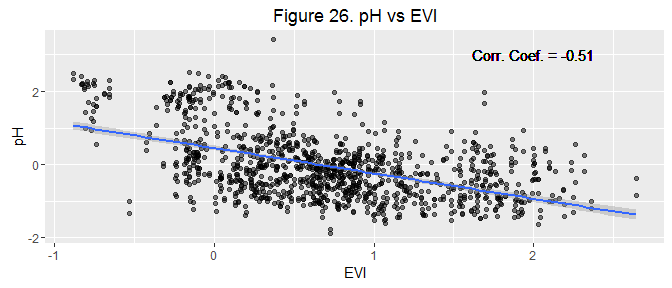 Figure 26. pH vs EVI
Corr. Coef. = -0.51
pH
2
0
-2
-1
0
1
2
EVI